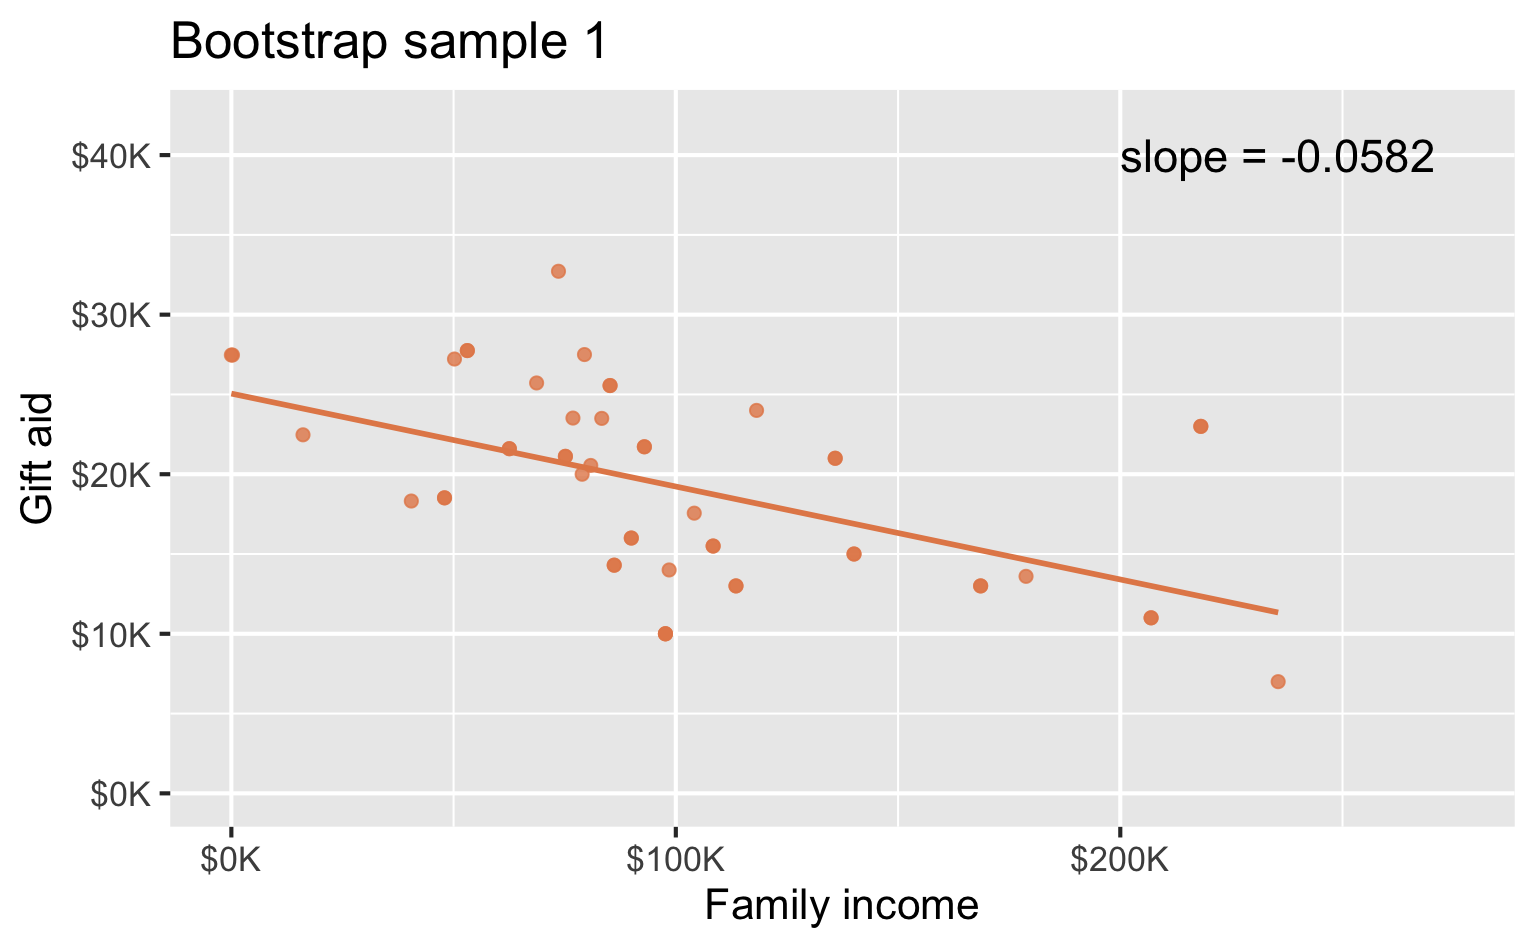 Bootstrap sample 1
slope = -0.0582
$40K
$30K
$20K
$10K
$0K
Gift aid
$0K
$100K
$200K
Family income